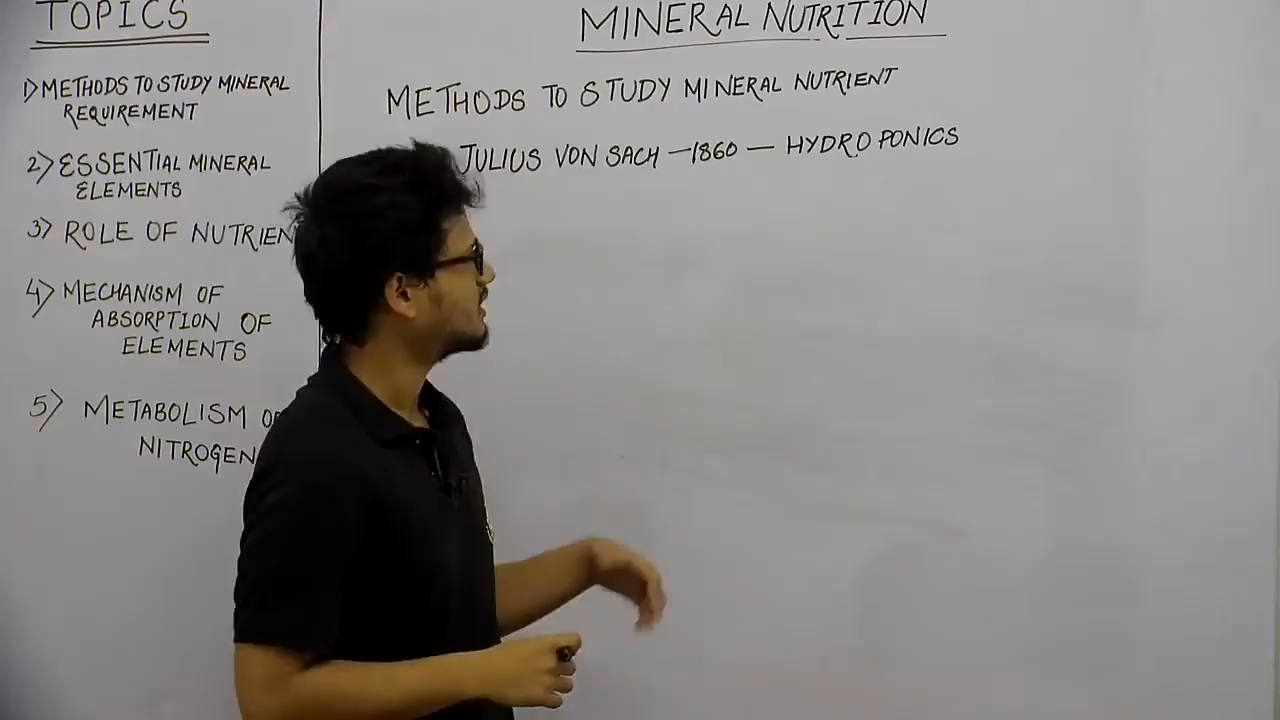 TOPICS
1) METHODS TO STUDY MINERAL
REQUIREMENT
2) ESSENTIAL MINERAL
ELEMENTS
3) ROLE OF NUTRIEN
4) MECHANISM OF
ABSORPTION OF
ELEMENTS
5) METABOLISM OF
NITROGEN
MINERAL NUTRITION
METHODS TO STUDY MINERAL NUTRIENT
JULIUS VON SACH —1860 — HYDROPONICS